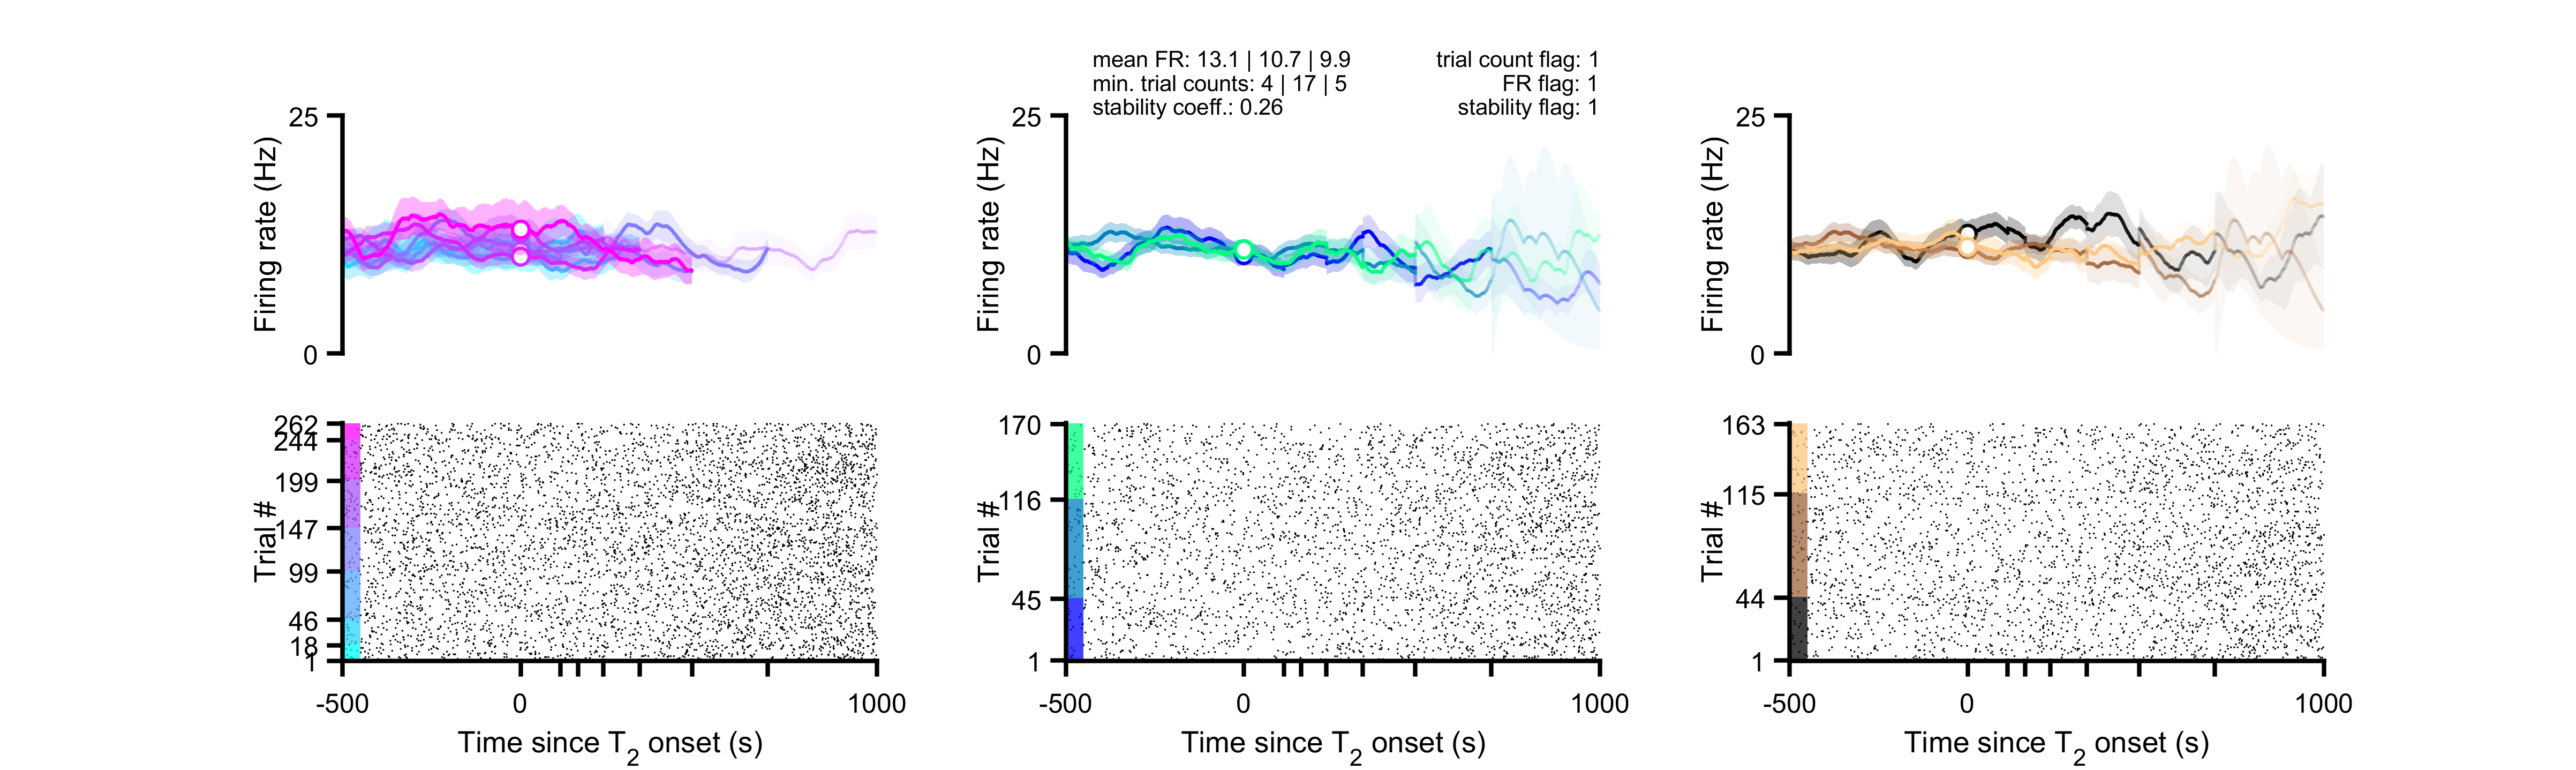 mean FR: 13.1 | 10.7 | 9.9
min. trial counts: 4 | 17 | 5
stability coeff.: 0.26
trial count flag: 1
FR flag: 1
stability flag: 1
25
0
Firing rate (Hz)
25
0
Firing rate (Hz)
25
0
Firing rate (Hz)
262
244
199
147
99
46
18
1
Trial #
-500
0
1000
Time since T2 onset (s)
170
116
45
1
Trial #
-500
0
1000
Time since T2 onset (s)
163
115
44
1
Trial #
-500
0
1000
Time since T2 onset (s)